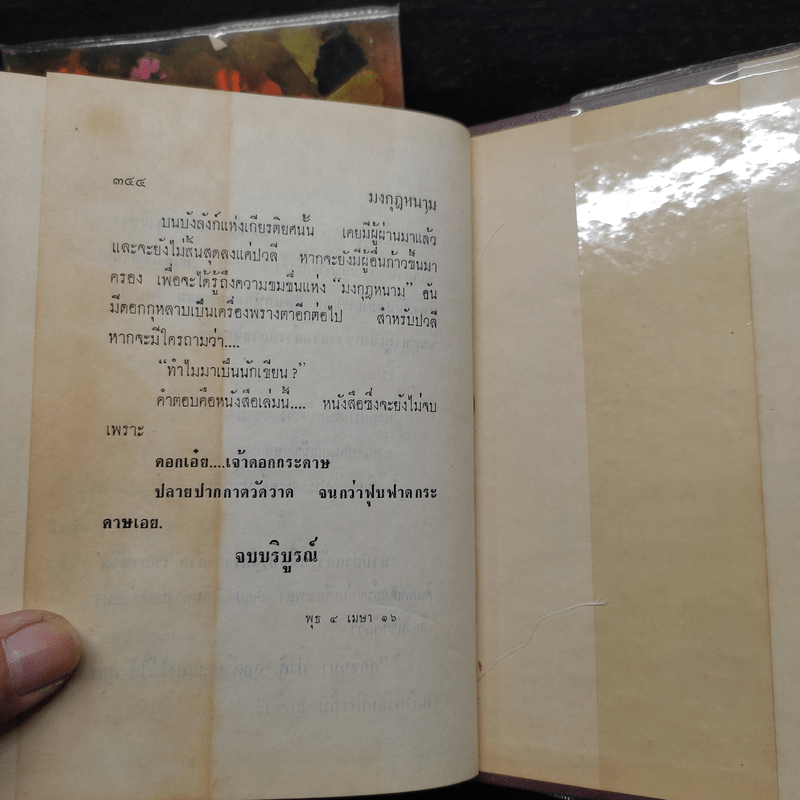 ๓๔๔
มงกุฎหนาม
บนบังลังก์แห่งเกียรติยศนั้น เคยมีผู้ผ่านมาแล้ว
และจะยังไม่สิ้นสุดลงแค่ปวลี หากจะยังมีผู้อื่นก้าวขึ้นมา
ครอง เพื่อจะได้รู้ถึงความขมขื่นแห่ง “มงกุฎหนาม” อัน
มีดอกกุหลาบเป็นเครื่องพรางตาอีกต่อไป สำหรับปวลี
หากจะมีใครถามว่า....
“ทำไมมาเป็นนักเขียน ?”
คำตอบคือหนังสือเล่มนี้.... หนังสือซึ่งจะยังไม่จบ
เพราะ
ดอกเอ๋ย....เจ้าดอกกระดาษ
ปลายปากกาตวัดวาด จนกว่าฟุบฟาดกระ
ดาษเอย.
จบบริบูรณ์
พุธ ๔ เมษา ๑๖